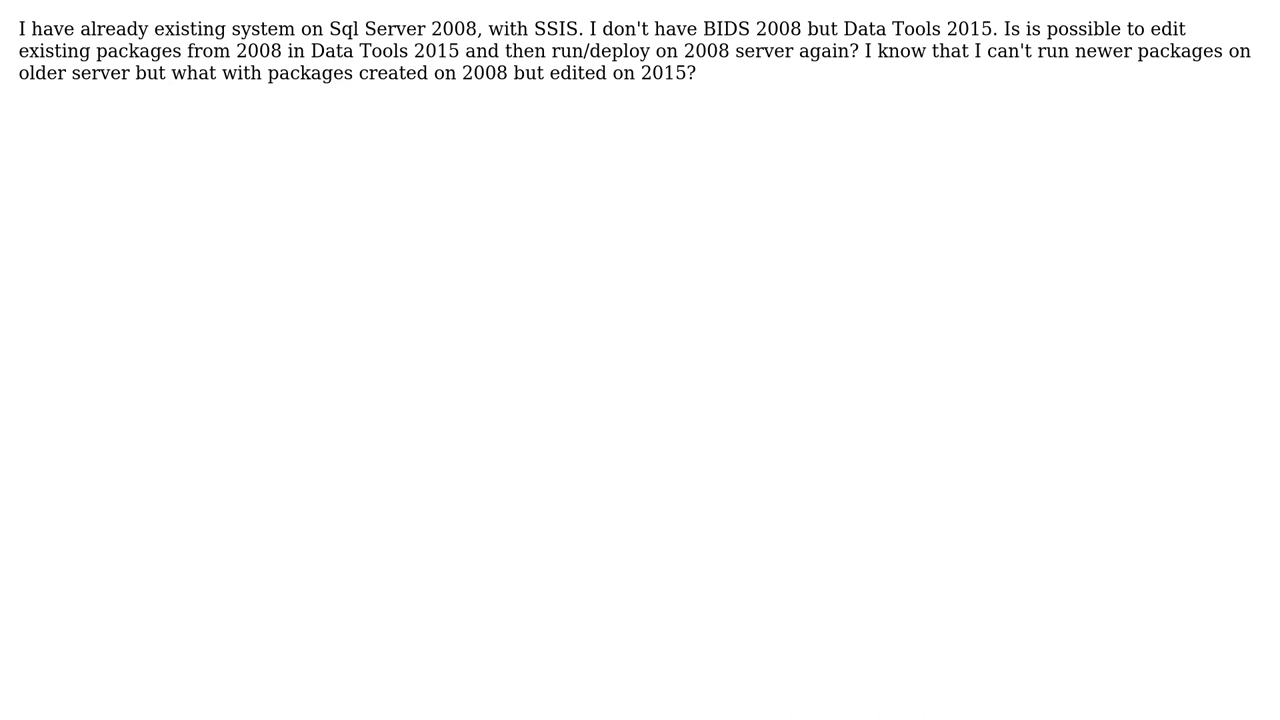 I have already existing system on Sql Server 2008, with SSIS. I don't have BIDS 2008 but Data Tools 2015. Is is possible to edit
existing packages from 2008 in Data Tools 2015 and then run/deploy on 2008 server again? I know that I can't run newer packages on
older server but what with packages created on 2008 but edited on 2015?